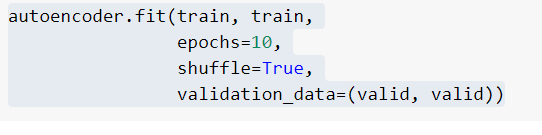 autoencoder.fit(train, train,
                epochs=10,
                shuffle=True,
                validation_data=(valid, valid))